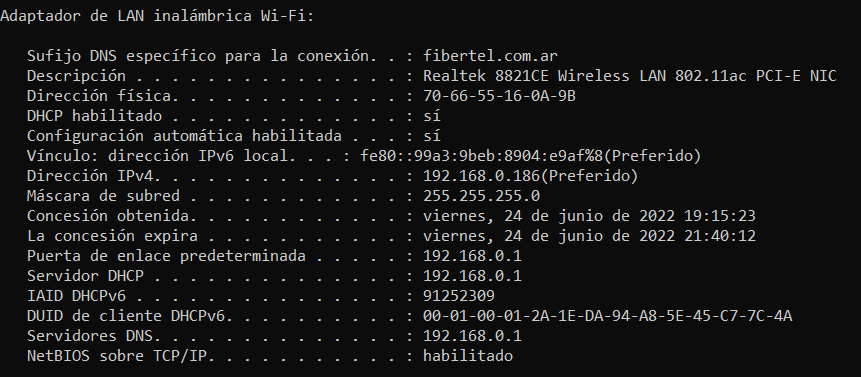 Adaptador de LAN inalámbrica Wi-Fi:
Sufijo DNS específico para la conexión. . : fibertel.com.ar
Descripción . . . . . . . . . . . . . . . : Realtek 8821CE Wireless LAN 802.11ac PCI-E NIC
Dirección física. . . . . . . . . . . . . : 70-66-55-16-0A-9B
DHCP habilitado . . . . . . . . . . . . . : sí
Configuración automática habilitada . . . : sí
Vínculo: dirección IPv6 local. . . : fe80::99a3:9beb:8904:e9af%8(Preferido)
Dirección IPv4. . . . . . . . . . . . . . : 192.168.0.186(Preferido)
Máscara de subred . . . . . . . . . . . . : 255.255.255.0
Concesión obtenida. . . . . . . . . . . . : viernes, 24 de junio de 2022 19:15:23
La concesión expira . . . . . . . . . . . : viernes, 24 de junio de 2022 21:40:12
Puerta de enlace predeterminada . . . . . : 192.168.0.1
Servidor DHCP . . . . . . . . . . . . . . : 192.168.0.1
IAID DHCPv6 . . . . . . . . . . . . . . . : 91252309
DUID de cliente DHCPv6. . . . . . . . . . : 00-01-00-01-2A-1E-DA-94-A8-5E-45-C7-7C-4A
Servidores DNS. . . . . . . . . . . . . . : 192.168.0.1
NetBIOS sobre TCP/IP. . . . . . . . . . . : habilitado